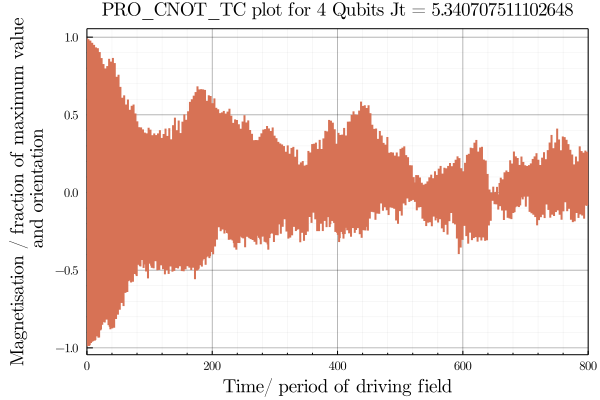 PRO_CNOT_TC plot for 4 Qubits Jt = 5.340707511102648
Magnetisation / fraction of maximum value
and orientation
1.0
0.5
0.0
−0.5
−1.0
0 200 400 600 800
Time/ period of driving field